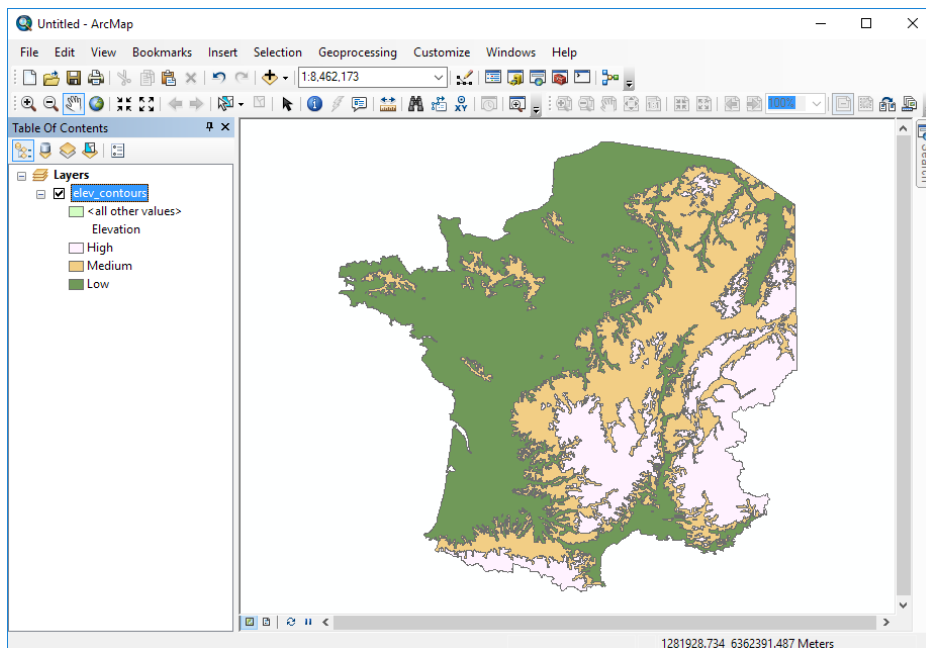 Untitled - ArcMap
File Edit View Bookmarks Insert Selection Geoprocessing Customize Windows Help
1:8,462,173
100%
Table Of Contents
Layers
elev_contours
<all other values>
Elevation
High
Medium
Low
Search
1281928.734 6362391.487 Meters